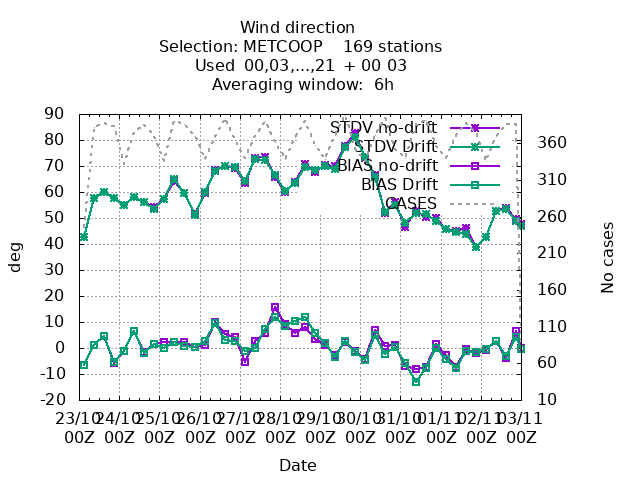 Wind direction
Selection: METCOOP 169 stations
Used 00,03,...,21 + 00 03
Averaging window: 6h
90
80
70
60
50
40
30
20
10
0
-10
-20
deg
STDV no-drift
STDV Drift
BIAS no-drift
BIAS Drift
CASES
360
310
260
210
160
110
60
10
No cases
23/10 24/10 25/10 26/10 27/10 28/10 29/10 30/10 31/10 01/11 02/11 03/11
00Z 00Z 00Z 00Z 00Z 00Z 00Z 00Z 00Z 00Z 00Z 00Z
Date